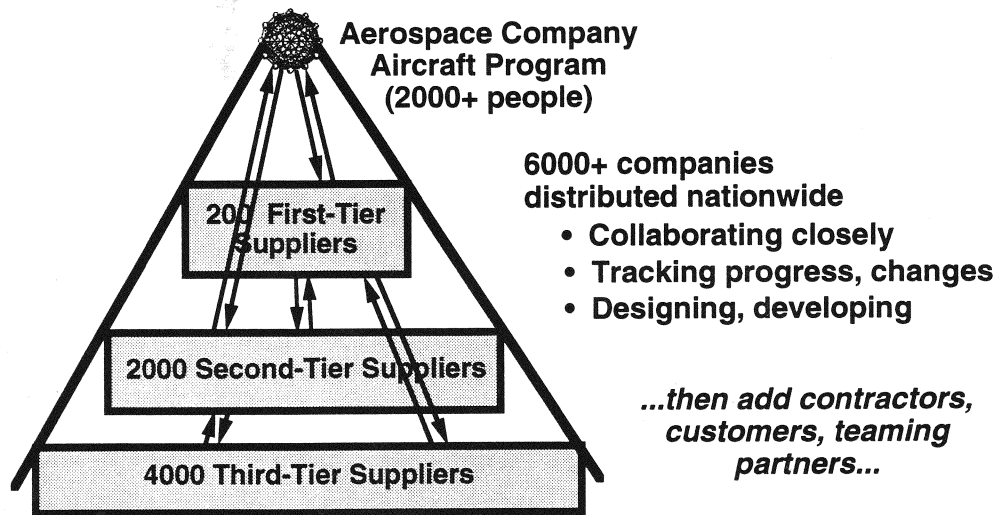 Aerospace Company
Aircraft Program
(2000+ people)
6000+ companies
distributed nationwide
• Collaborating closely
• Tracking progress, changes
• Designing, developing
200 First-Tier
Suppliers
2000 Second-Tier Suppliers
...then add contractors,
customers, teaming
partners...
4000 Third-Tier Suppliers